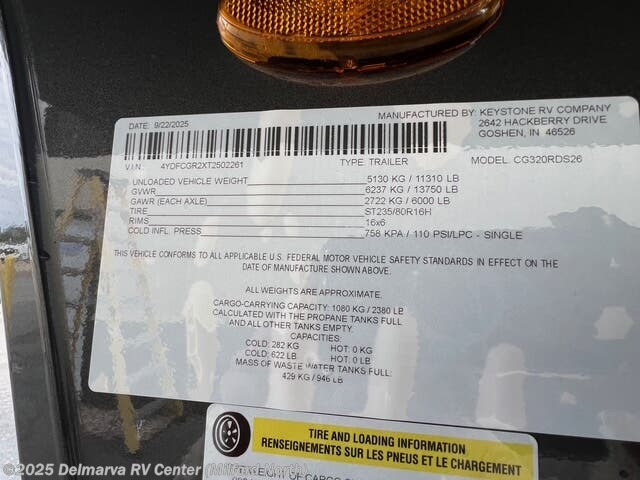 DATE: 9/22/2025
MANUFACTURED BY: KEYSTONE RV COMPANY
2642 HACKBERRY DRIVE
GOSHEN, IN 46526
V.I.N.: 4YDFCGR2XT2502261 TYPE: TRAILER MODEL: CG320RDS26
UNLOADED VEHICLE WEIGHT 5130 KG / 11310 LB
GVWR 6237 KG / 13750 LB
GAWR (EACH AXLE) 2722 KG / 6000 LB
TIRE ST235/80R16H
RIMS 16x6
COLD INFL. PRESS 758 KPA / 110 PSI/LPC - SINGLE
THIS VEHICLE CONFORMS TO ALL APPLICABLE U.S. FEDERAL MOTOR VEHICLE SAFETY STANDARDS IN EFFECT ON THE
DATE OF MANUFACTURE SHOWN ABOVE.
ALL WEIGHTS ARE APPROXIMATE.
CARGO-CARRYING CAPACITY: 1080 KG / 2380 LB
CALCULATED WITH THE PROPANE TANKS FULL
AND ALL OTHER TANKS EMPTY.
CAPACITIES:
COLD: 282 KG HOT: 0 KG
COLD: 622 LB HOT: 0 LB
MASS OF WASTE WATER TANKS FULL:
429 KG / 946 LB
TIRE AND LOADING INFORMATION
RENSEIGNEMENTS SUR LES PNEUS ET LE CHARGEMENT
© 2025 Delmarva RV Center (Milford North)